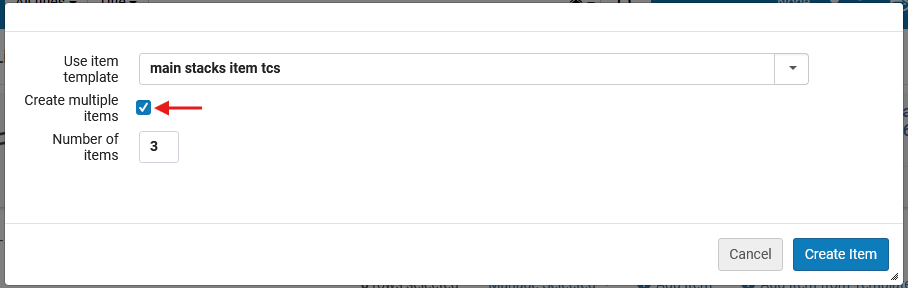 Use item
template
main stacks item tcs
Create multiple
items
Number of
items
3
Cancel
Create Item